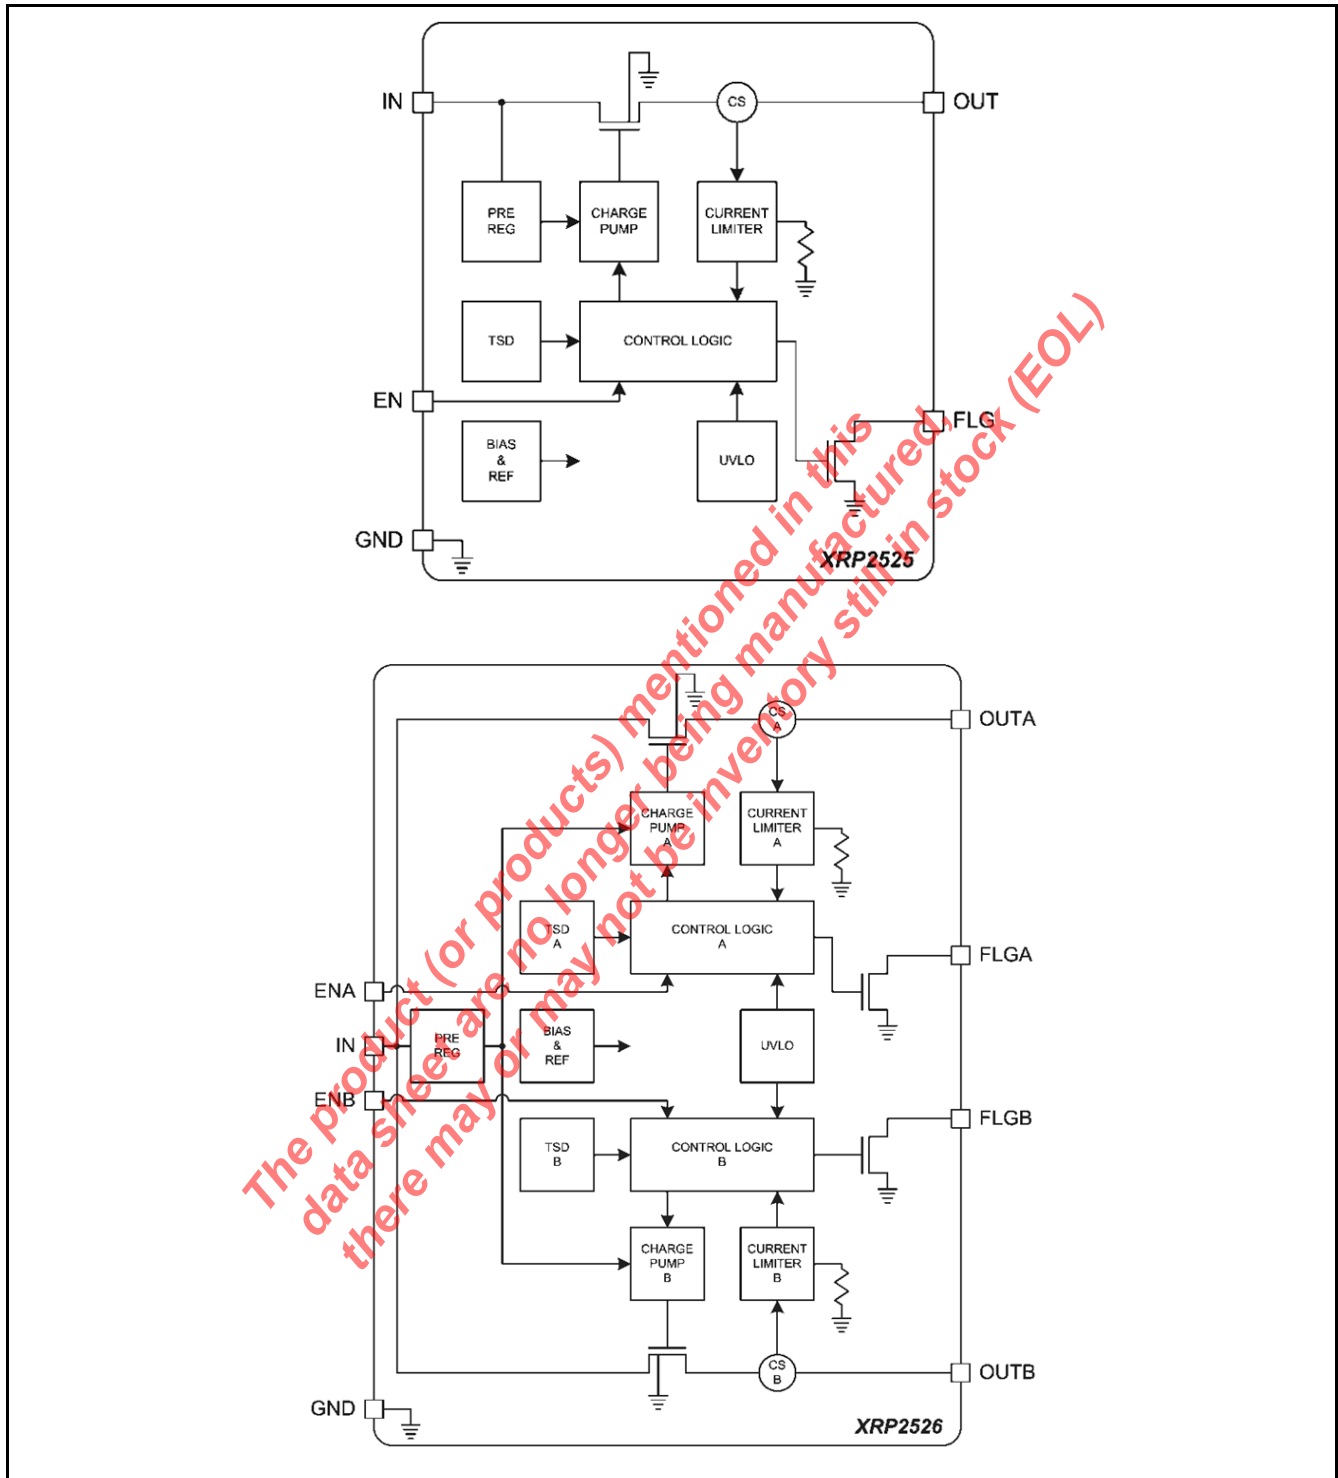 IN
OUT
CS
PRE
REG
CHARGE
PUMP
CURRENT
LIMITER
TSD
CONTROL LOGIC
EN
FLG
BIAS
&
REF
UVLO
GND
XRP2525
OUTA
CS
A
CHARGE
PUMP
A
CURRENT
LIMITER
A
TSD
A
CONTROL LOGIC
A
FLGA
ENA
IN
PRE
REG
BIAS
&
REF
UVLO
ENB
FLGB
TSD
B
CONTROL LOGIC
B
CHARGE
PUMP
B
CURRENT
LIMITER
B
CS
B
OUTB
GND
XRP2526
The product (or products) mentioned in this
data sheet are no longer being manufactured,
there may or may not be inventory still in stock (EOL)